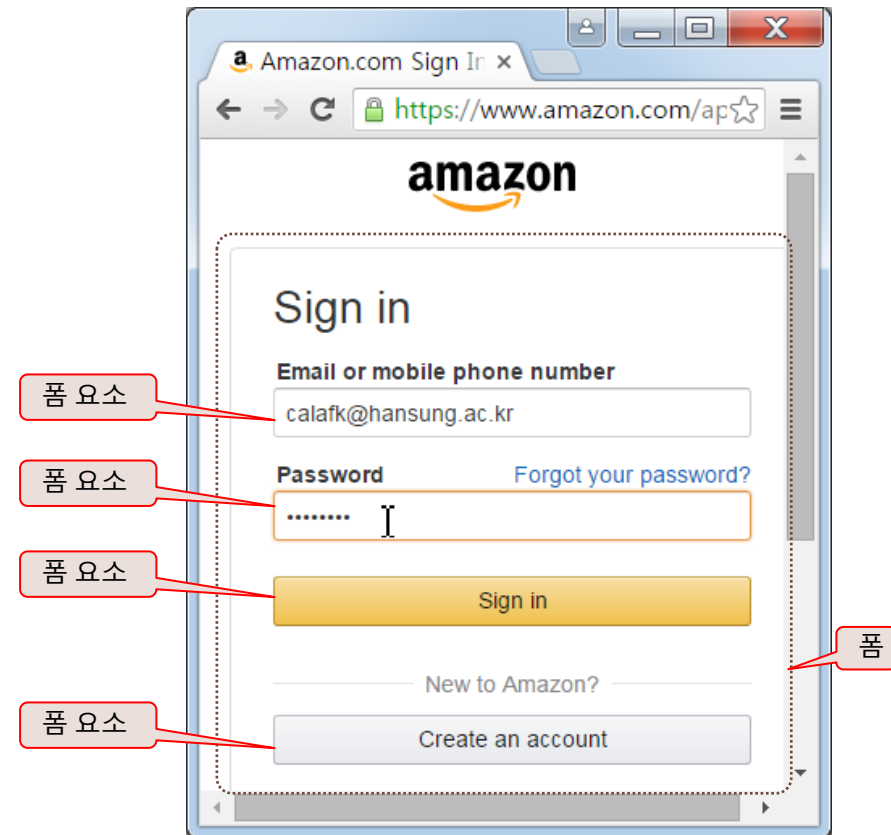 Amazon.com Sign In
https://www.amazon.com/ap
amazon
Sign in
Email or mobile phone number
폼 요소
calafk@hansung.ac.kr
폼 요소
Password Forgot your password?
········
폼 요소
Sign in
폼
New to Amazon?
폼 요소
Create an account